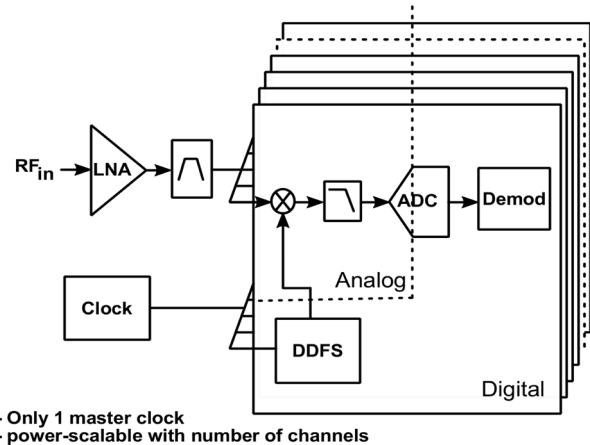 RFin
LNA
ADC
Demod
Analog
Clock
DDFS
Digital
- Only 1 master clock
- power-scalable with number of channels